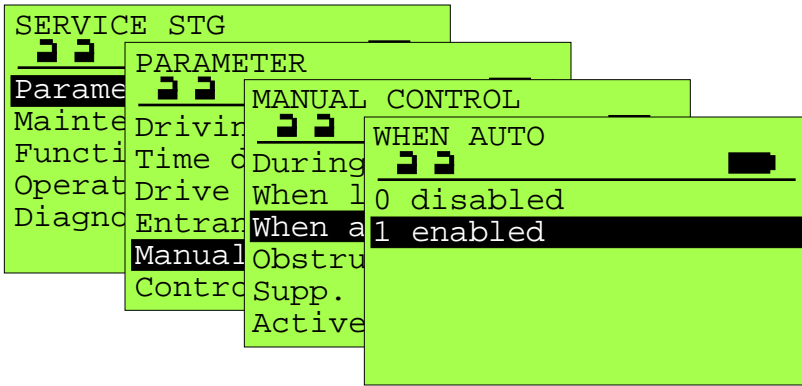 SERVICE STG
Parame
Mainte
Functi
Operat
Diagno
PARAMETER
Drivin
Time d
Drive
Entran
Manual
Contro
MANUAL CONTROL
During
When l
When a
Obstru
Supp.
Active
WHEN AUTO
0 disabled
1 enabled